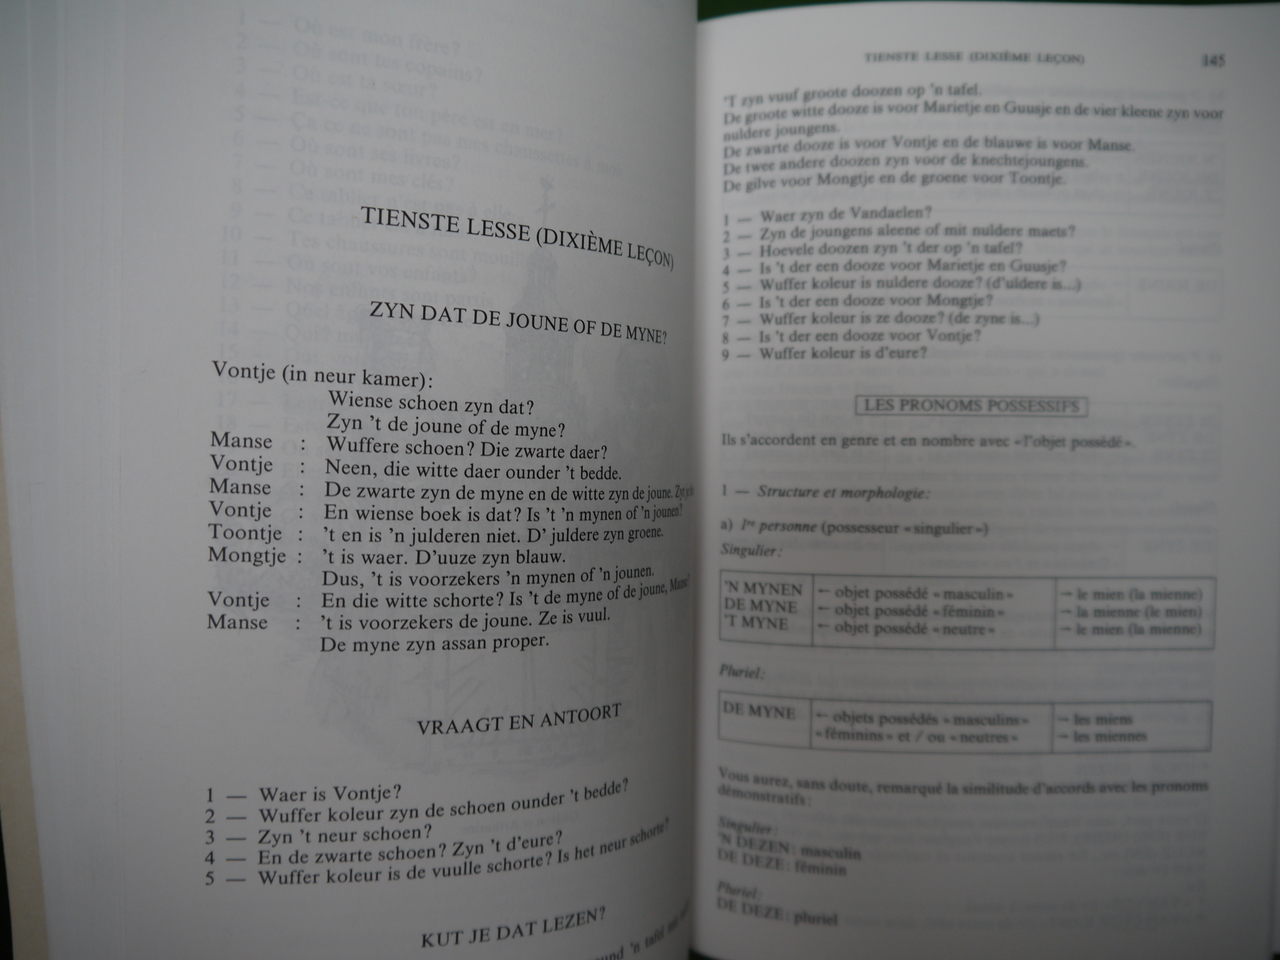 TIENSTE LESSE (DIXIÈME LEÇON)
ZYN DAT DE JOUNE OF DE MYNE?
Vontje (in neur kamer):
Wiense schoen zyn dat?
Zyn 't de joune of de myne?
Manse : Wuffere schoen? Die zwarte daer?
Vontje : Neen, die witte daer ounder 't bedde.
Manse : De zwarte zyn de myne en de witte zyn de joune.
Vontje : En wiense boek is dat? Is 't 'n mynen of 'n jounen?
Toontje : 't en is 'n julderen niet. D' juldere zyn groene.
Mongtje : 't is waer. D'uuze zyn blauw.
Dus, 't is voorzekers 'n mynen of 'n jounen.
Vontje : En die witte schorte? Is 't de myne of de joune, Manse?
Manse : 't is voorzekers de joune. Ze is vuul.
De myne zyn assan proper.
VRAAGT EN ANTOORT
1 — Waer is Vontje?
2 — Wuffer koleur zyn de schoen ounder 't bedde?
3 — Zyn 't neur schoen?
4 — En de zwarte schoen? Zyn 't d'eure?
5 — Wuffer koleur is de vuulle schorte? Is het neur schorte?
KUT JE DAT LEZEN?
'n tafel
TIENSTE LESSE (DIXIÈME LEÇON) 145
'T zyn vuuf groote doozen op 'n tafel.
De groote witte dooze is voor Marietje en Guusje en de vier kleene zyn voor
nuldere joungens.
De zwarte dooze is voor Vontje en de blauwe is voor Manse.
De twee andere doozen zyn voor de knechtejoungens.
De gilve voor Mongtje en de groene voor Toontje.
1 — Waer zyn de Vandaelen?
2 — Zyn de joungens aleene of mit nuldere maets?
3 — Hoevele doozen zyn 't der op 'n tafel?
4 — Is 't der een dooze voor Marietje en Guusje?
5 — Wuffer koleur is nuldere dooze? (d'uldere is...)
6 — Is 't der een dooze voor Mongtje?
7 — Wuffer koleur is ze dooze? (de zyne is...)
8 — Is 't der een dooze voor Vontje?
9 — Wuffer koleur is d'eure?
LES PRONOMS POSSESSIFS
Ils s'accordent en genre et en nombre avec «l'objet possédé».
1 — Structure et morphologie:
a) 1re personne (possesseur «singulier»)
Singulier:
'N MYNEN ← objet possédé «masculin» → le mien (la mienne)
DE MYNE ← objet possédé «féminin» → la mienne (le mien)
'T MYNE ← objet possédé «neutre» → le mien (la mienne)
Pluriel:
DE MYNE ← objets possédés «masculins» → les miens
«féminins» et / ou «neutres» → les miennes
Vous aurez, sans doute, remarqué la similitude d'accords avec les pronoms
démonstratifs:
Singulier:
'N DEZEN: masculin
DE DEZE: féminin
Pluriel:
DE DEZE: pluriel